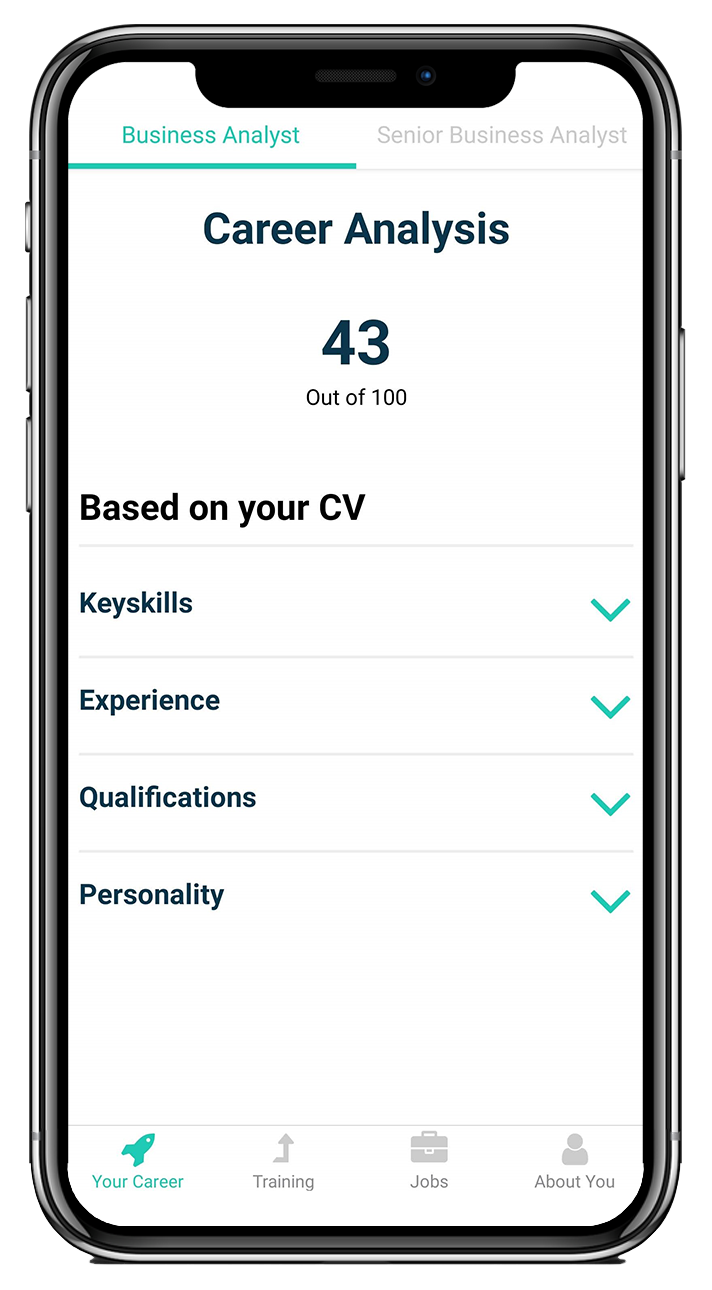 Business Analyst
Senior Business Analyst
Career Analysis
43
Out of 100
Based on your CV
Keyskills
Experience
Qualifications
Personality
Your Career
Training
Jobs
About You